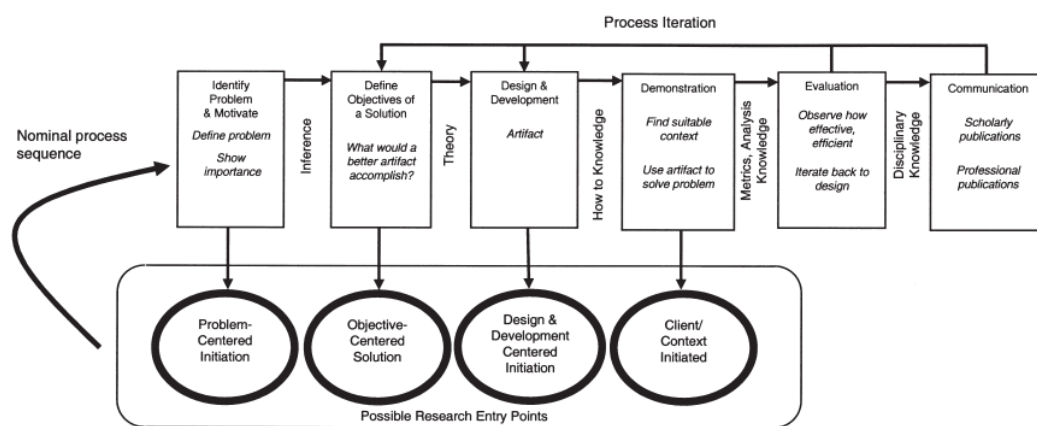 Process Iteration
Nominal process
sequence
Identify
Problem
& Motivate
Define problem
Show
importance
Inference
Define
Objectives of
a Solution
What would a
better artifact
accomplish?
Theory
Design &
Development
Artifact
How to Knowledge
Demonstration
Find suitable
context
Use artifact to
solve problem
Metrics, Analysis
Knowledge
Evaluation
Observe how
effective,
efficient
Iterate back to
design
Disciplinary
Knowledge
Communication
Scholarly
publications
Professional
publications
Problem-
Centered
Initiation
Objective-
Centered
Solution
Design &
Development
Centered
Initiation
Client/
Context
Initiated
Possible Research Entry Points